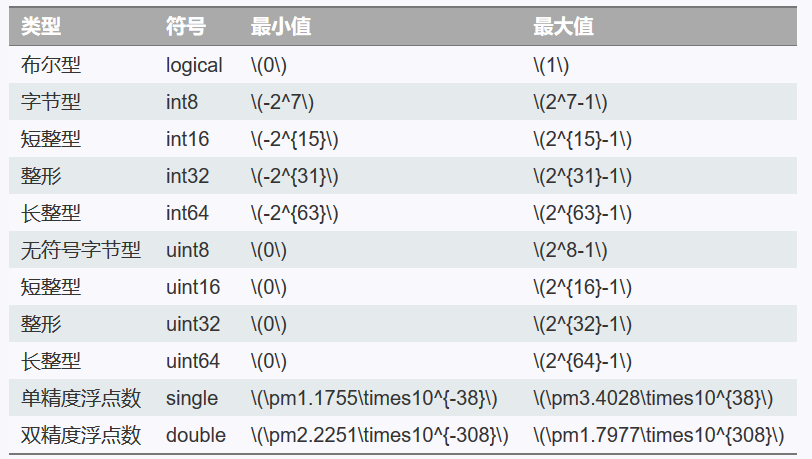 类型 符号 最小值 最大值
布尔型 logical \(0\) \(1\)
字节型 int8 \(-2^7\) \(2^7-1\)
短整型 int16 \(-2^{15}\) \(2^{15}-1\)
整形 int32 \(-2^{31}\) \(2^{31}-1\)
长整型 int64 \(-2^{63}\) \(2^{63}-1\)
无符号字节型 uint8 \(0\) \(2^8-1\)
短整型 uint16 \(0\) \(2^{16}-1\)
整形 uint32 \(0\) \(2^{32}-1\)
长整型 uint64 \(0\) \(2^{64}-1\)
单精度浮点数 single \(\pm1.1755\times10^{-38}\) \(\pm3.4028\times10^{38}\)
双精度浮点数 double \(\pm2.2251\times10^{-308}\) \(\pm1.7977\times10^{308}\)